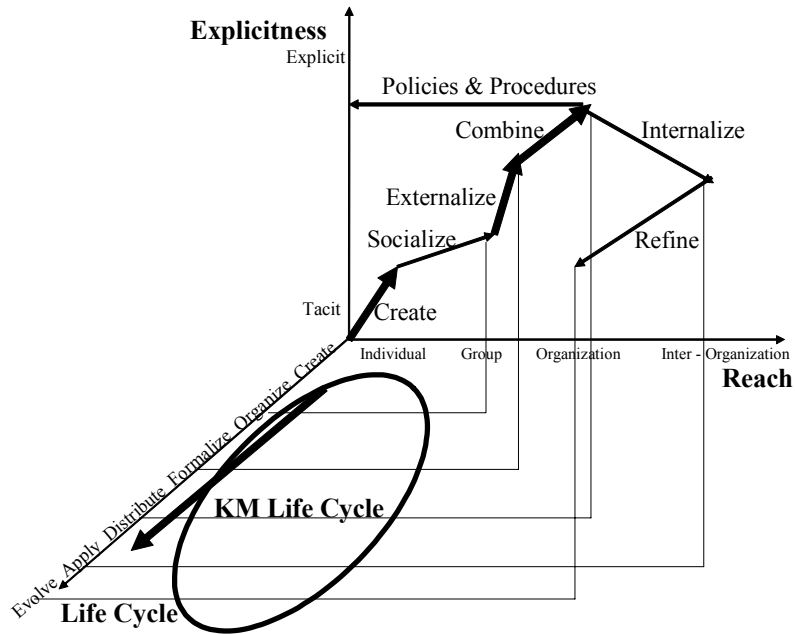 Explicitness
Explicit
Policies & Procedures
Combine
Internalize
Externalize
Socialize
Refine
Tacit
Create
Individual
Group
Organization
Inter - Organization
Reach
Create
Organize
Formalize
Distribute
Apply
Evolve
KM Life Cycle
Life Cycle